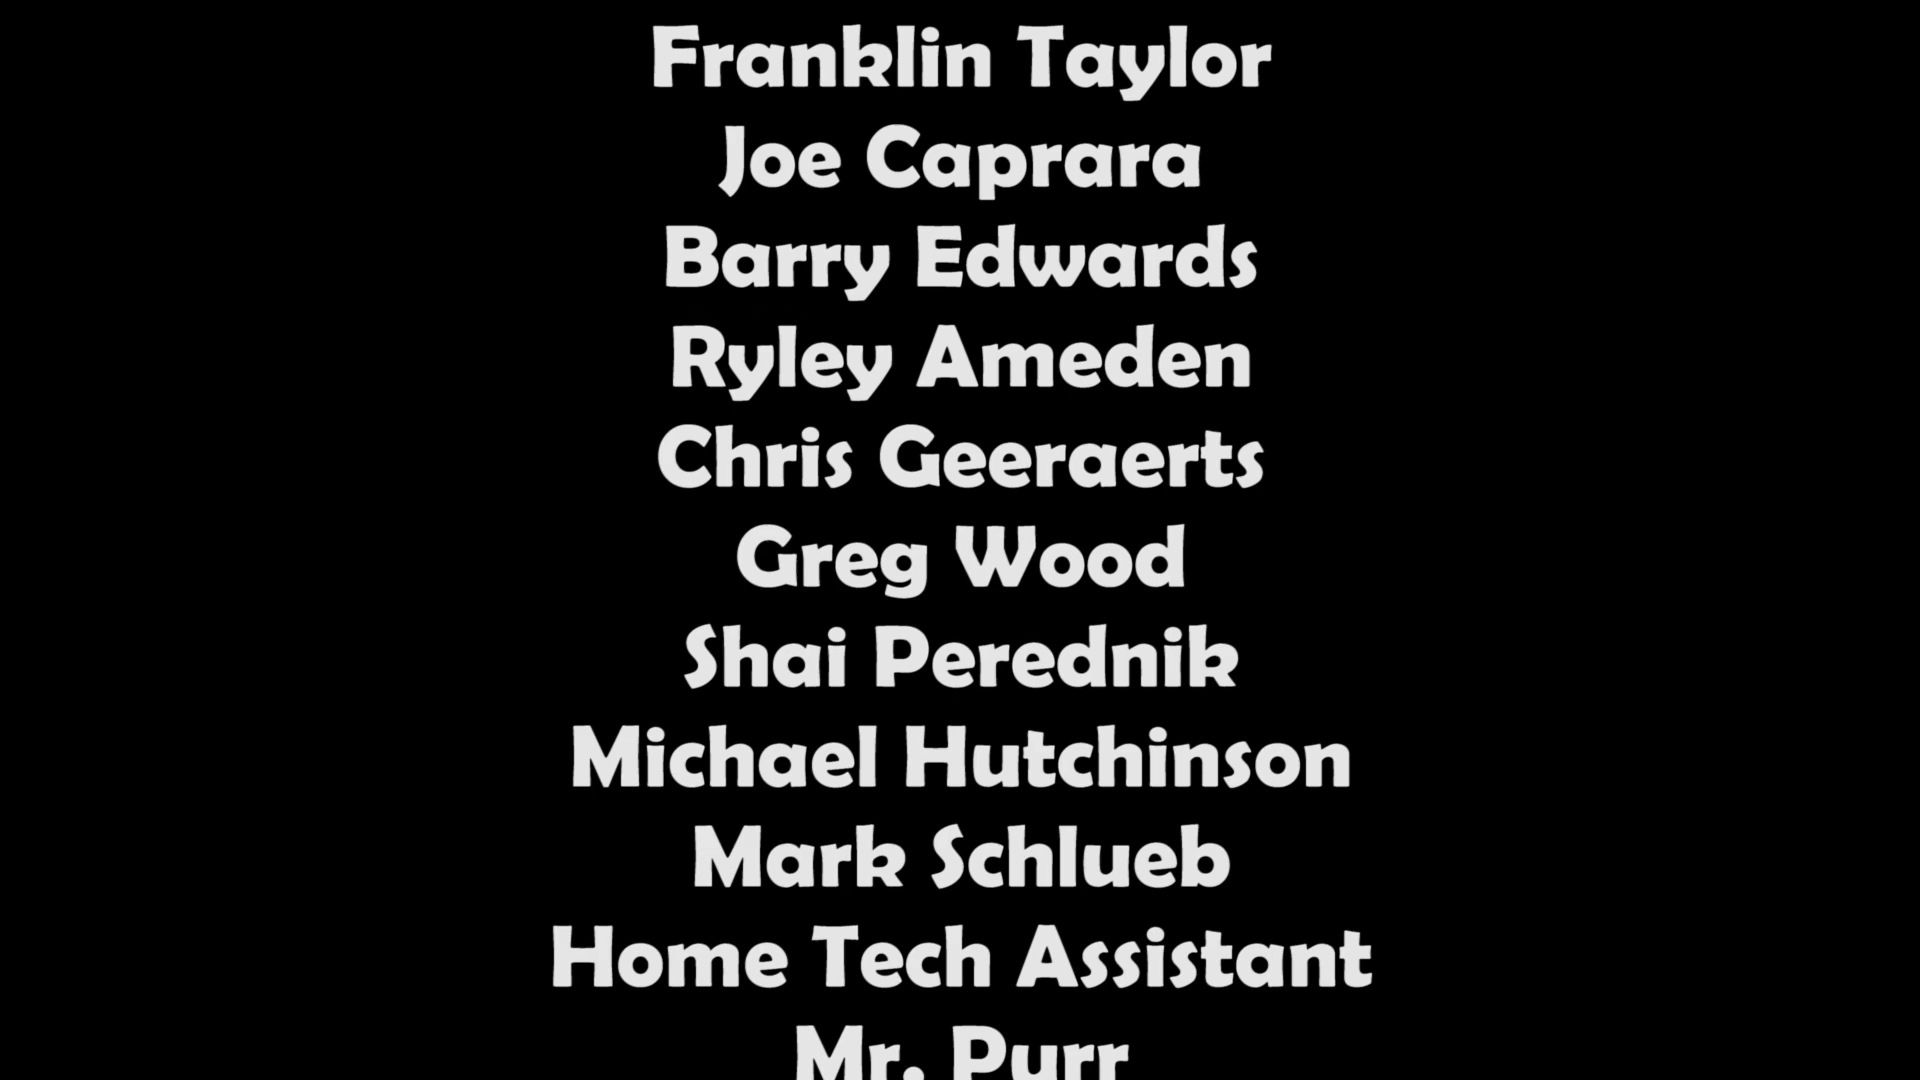 Franklin Taylor
Joe Caprara
Barry Edwards
Ryley Ameden
Chris Geeraerts
Greg Wood
Shai Perednik
Michael Hutchinson
Mark Schlueb
Home Tech Assistant
Mr. Purr